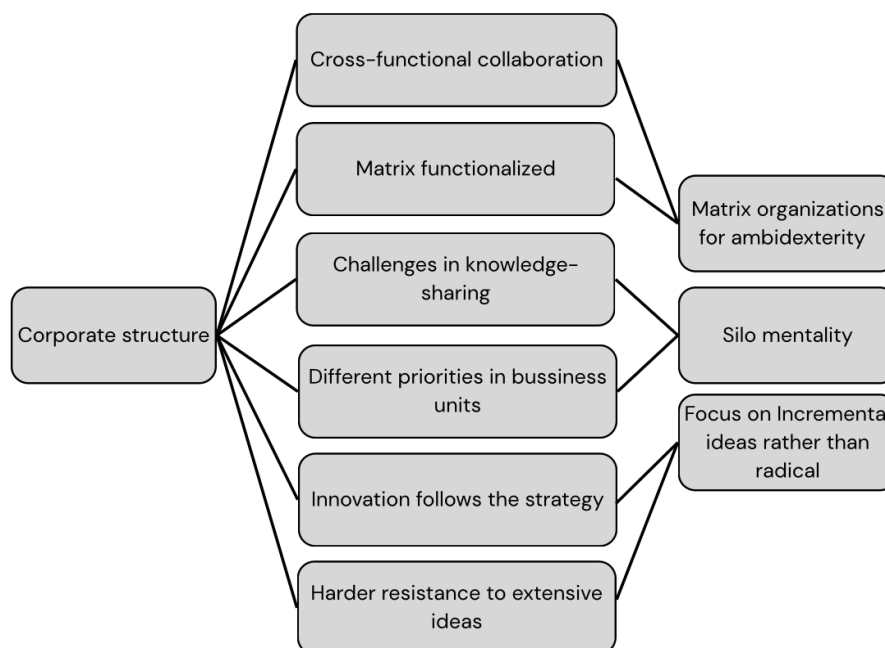 Cross-functional collaboration
Matrix functionalized
Matrix organizations
for ambidexterity
Challenges in knowledge-
sharing
Corporate structure
Silo mentality
Different priorities in bussiness
units
Focus on Incrementa
ideas rather than
radical
Innovation follows the strategy
Harder resistance to extensive
ideas